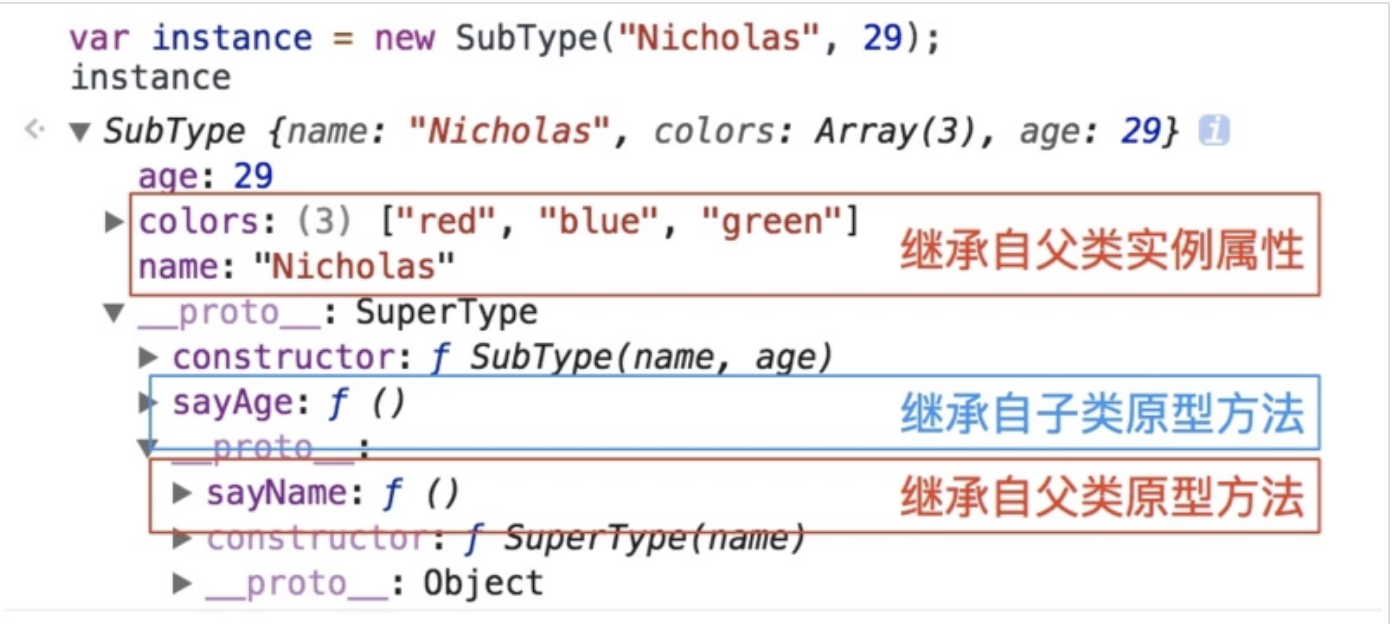 var instance = new SubType("Nicholas", 29);
instance
SubType {name: "Nicholas", colors: Array(3), age: 29} i
age: 29
colors: (3) ["red", "blue", "green"]
name: "Nicholas"
继承自父类实例属性
__proto__: SuperType
constructor: ƒ SubType(name, age)
sayAge: ƒ () 继承自子类原型方法
__proto__:
sayName: ƒ () 继承自父类原型方法
constructor: ƒ SuperType(name)
__proto__: Object